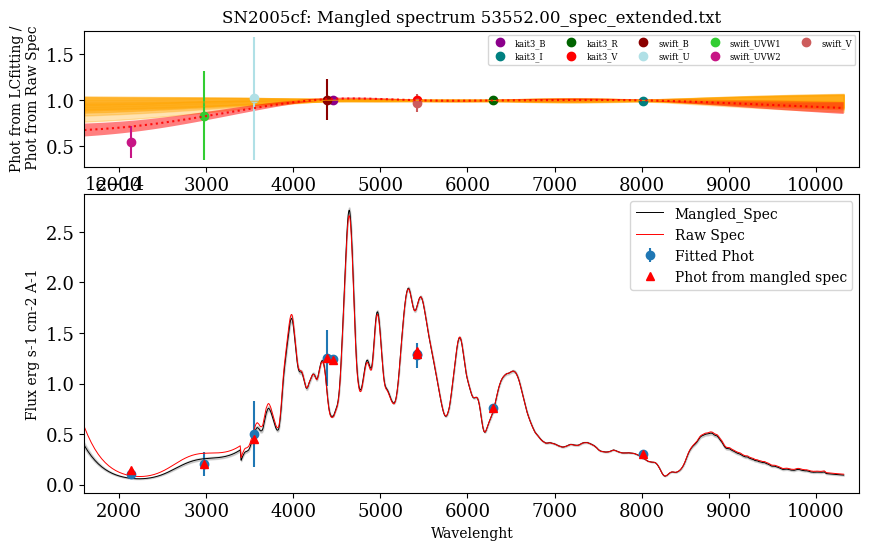 SN2005cf: Mangled spectrum 53552.00_spec_extended.txt
Phot from LCfitting /
Phot from Raw Spec
1.5
1.0
0.5
kait3_B
kait3_I
kait3_R
kait3_V
swift_B
swift_U
swift_UVW1
swift_UVW2
swift_V
2000 3000 4000 5000 6000 7000 8000 9000 10000
1e−14
Flux erg s-1 cm-2 A-1
2.5
2.0
1.5
1.0
0.5
0.0
Mangled_Spec
Raw Spec
Fitted Phot
Phot from mangled spec
2000 3000 4000 5000 6000 7000 8000 9000 10000
Wavelenght